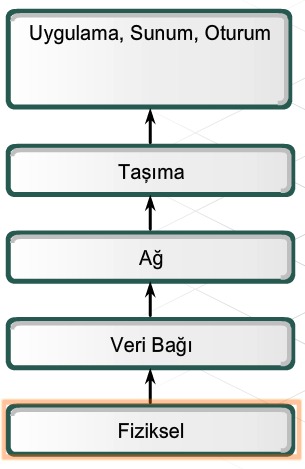 Uygulama, Sunum, Oturum
Taşıma
Ağ
Veri Bağı
Fiziksel